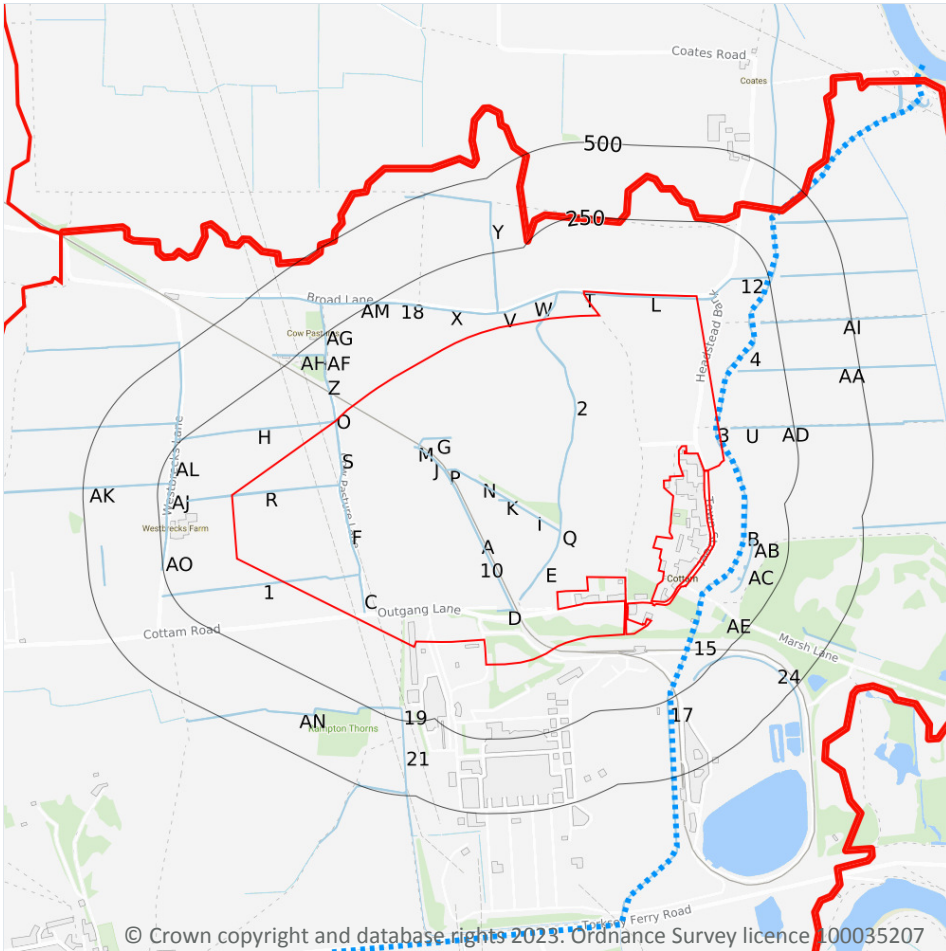 Coates Road
Coates
500
250
Y
12
Broad Lane
AM
18
X
V
W
T
L
Headstead Bank
AI
Cow Pastures
AG
AH
AF
4
AA
Z
2
O
H
3
U
AD
M
G
J
P
AL
S
Westbrecks Lane
AK
AJ
R
N
K
Westbrecks Farm
i
F
Q
B
A
AB
10
AO
E
Cottam
AC
1
C
Outgang Lane
D
Cottam Road
AE
Marsh Lane
15
24
AN
Rampton Thorns
19
17
21
Torksey Ferry Road
© Crown copyright and database rights 2023. Ordnance Survey licence 100035207